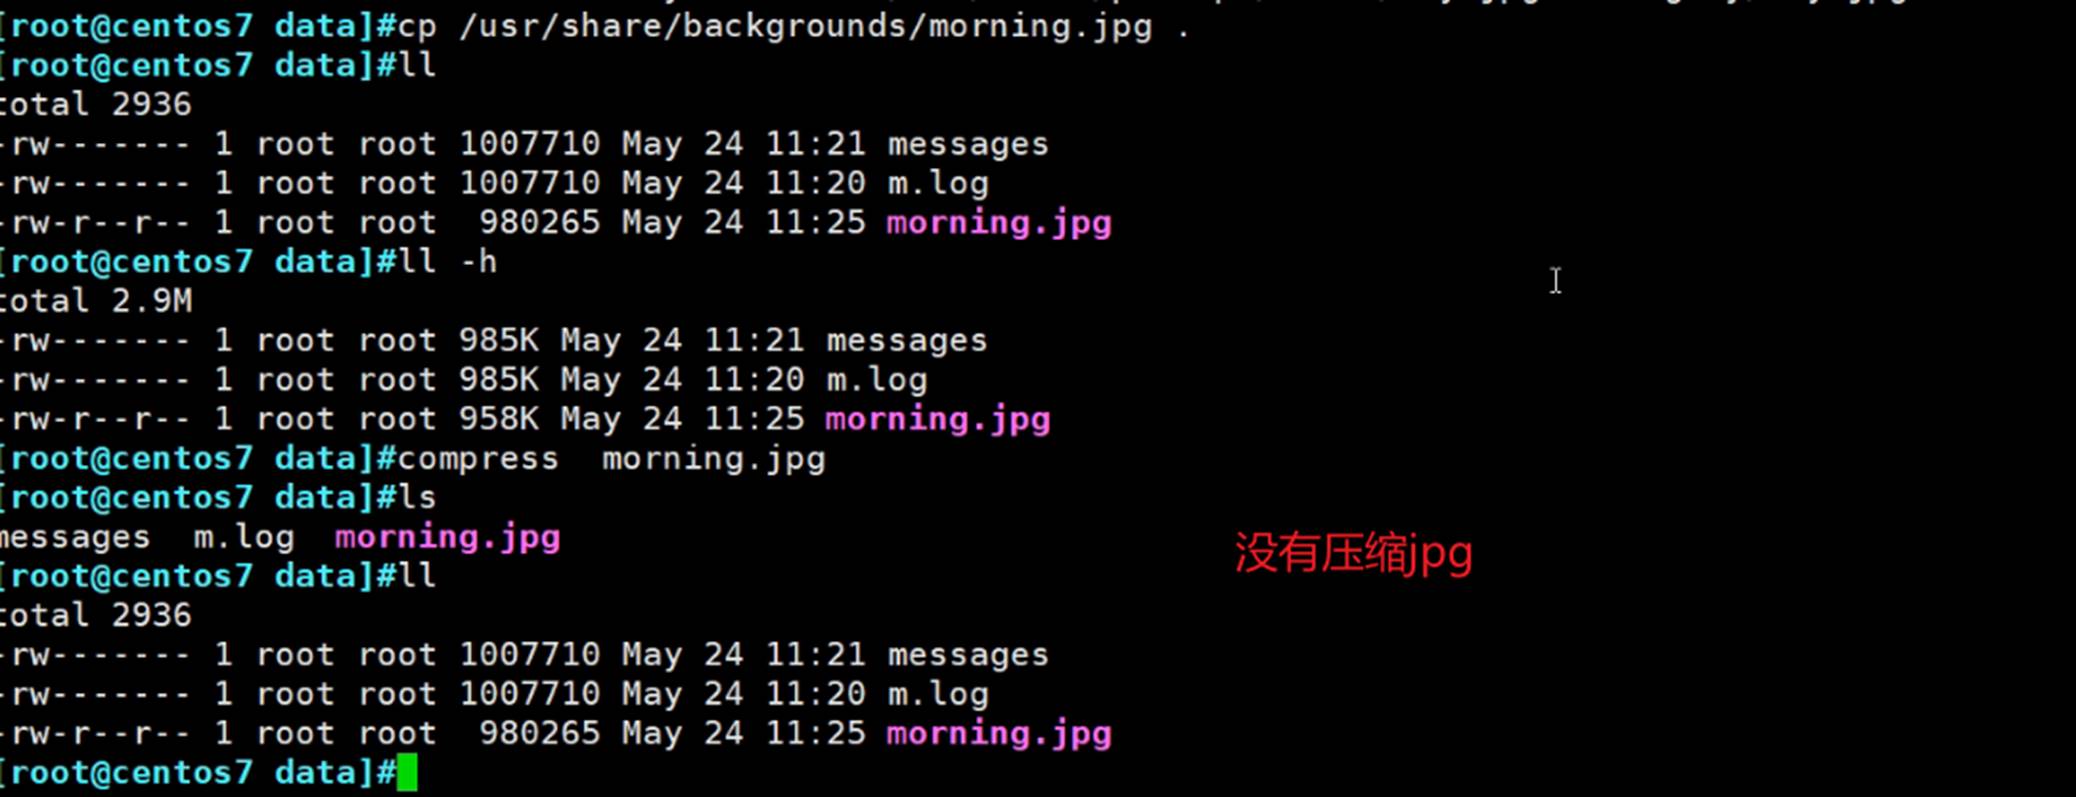 [root@centos7 data]#cp /usr/share/backgrounds/morning.jpg .
[root@centos7 data]#ll
total 2936
-rw------- 1 root root 1007710 May 24 11:21 messages
-rw------- 1 root root 1007710 May 24 11:20 m.log
-rw-r--r-- 1 root root  980265 May 24 11:25 morning.jpg
[root@centos7 data]#ll -h
total 2.9M
-rw------- 1 root root 985K May 24 11:21 messages
-rw------- 1 root root 985K May 24 11:20 m.log
-rw-r--r-- 1 root root 958K May 24 11:25 morning.jpg
[root@centos7 data]#compress  morning.jpg
[root@centos7 data]#ls
messages  m.log  morning.jpg
没有压缩jpg
[root@centos7 data]#ll
total 2936
-rw------- 1 root root 1007710 May 24 11:21 messages
-rw------- 1 root root 1007710 May 24 11:20 m.log
-rw-r--r-- 1 root root  980265 May 24 11:25 morning.jpg
[root@centos7 data]#